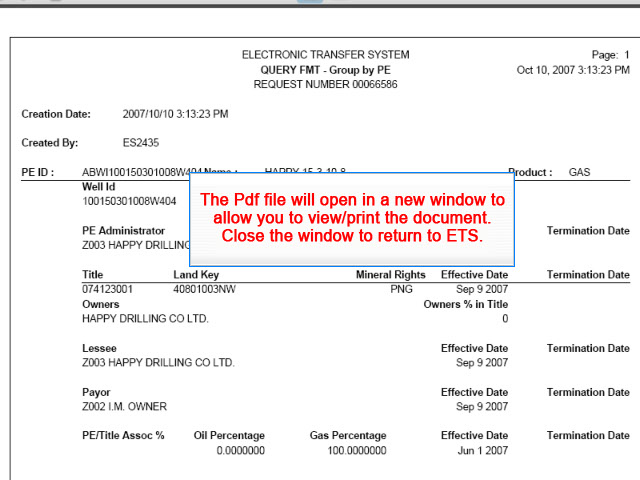 ELECTRONIC TRANSFER SYSTEM Page: 1
QUERY FMT - Group by PE Oct 10, 2007 3:13:23 PM
REQUEST NUMBER 00066586
Creation Date: 2007/10/10 3:13:23 PM
Created By: ES2435
PE ID : ABWI100150301008W404 Name : HAPPY 15-3-10-8 Product : GAS
Well Id
100150301008W404
The Pdf file will open in a new window to
allow you to view/print the document.
Close the window to return to ETS.
PE Administrator Termination Date
Z003 HAPPY DRILLING
Title Land Key Mineral Rights Effective Date Termination Date
074123001 40801003NW PNG Sep 9 2007
Owners Owners % in Title
HAPPY DRILLING CO LTD. 0
Lessee Effective Date Termination Date
Z003 HAPPY DRILLING CO LTD. Sep 9 2007
Payor Effective Date Termination Date
Z002 I.M. OWNER Sep 9 2007
PE/Title Assoc % Oil Percentage Gas Percentage Effective Date Termination Date
0.0000000 100.0000000 Jun 1 2007